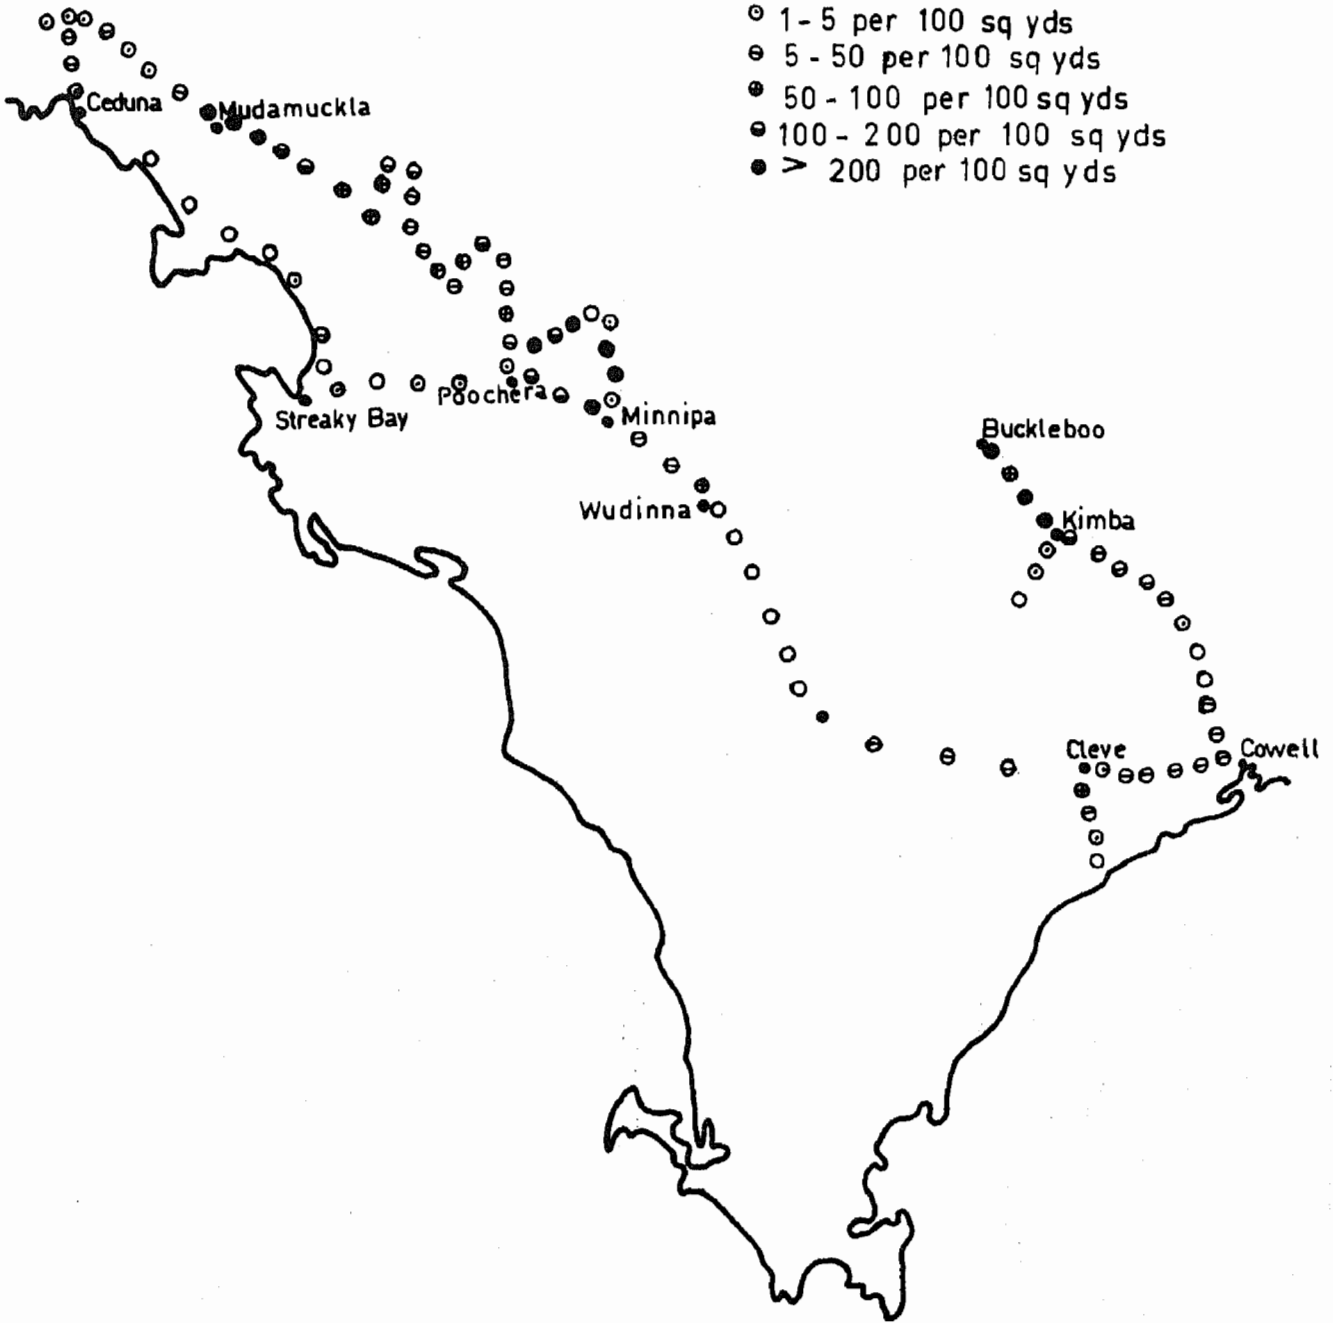 1-5 per 100 sq yds
5-50 per 100 sq yds
50-100 per 100 sq yds
100-200 per 100 sq yds
> 200 per 100 sq yds
Ceduna
Mudamuckla
Streaky Bay
Poochera
Minnipa
Wudinna
Buckleboo
Kimba
Cleve
Cowell